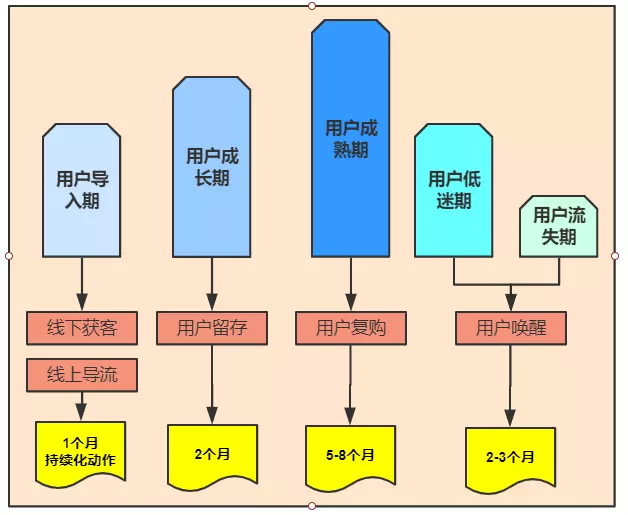 用户导
入期
用户成
长期
用户成
熟期
用户低
迷期
用户流
失期
线下获客
用户留存
用户复购
用户唤醒
线上导流
1个月
持续化动作
2个月
5-8个月
2-3个月